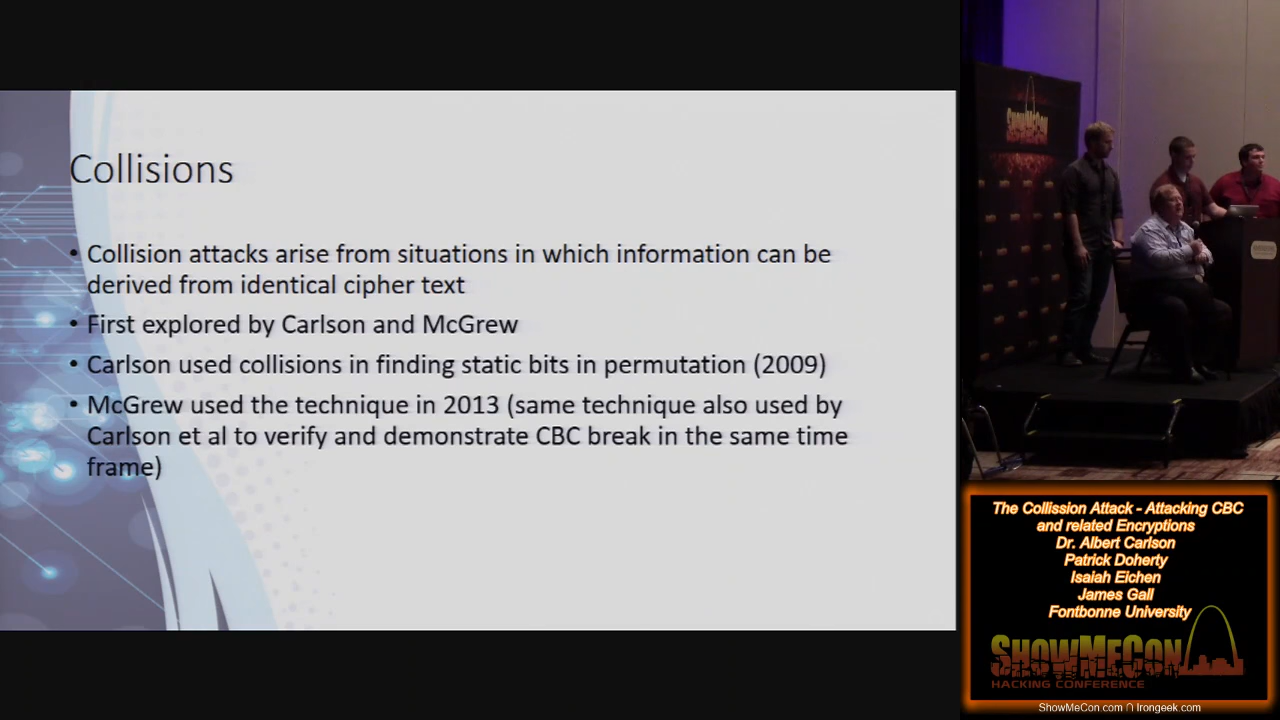 Collisions
• Collision attacks arise from situations in which information can be
derived from identical cipher text
• First explored by Carlson and McGrew
• Carlson used collisions in finding static bits in permutation (2009)
• McGrew used the technique in 2013 (same technique also used by
Carlson et al to verify and demonstrate CBC break in the same time
frame)
SHOWMECON
The Collission Attack - Attacking CBC
and related Encryptions
Dr. Albert Carlson
Patrick Doherty
Isaiah Eichen
James Gall
Fontbonne University
SHOWMECON
HACKING CONFERENCE
ShowMeCon.com ∩ Irongeek.com